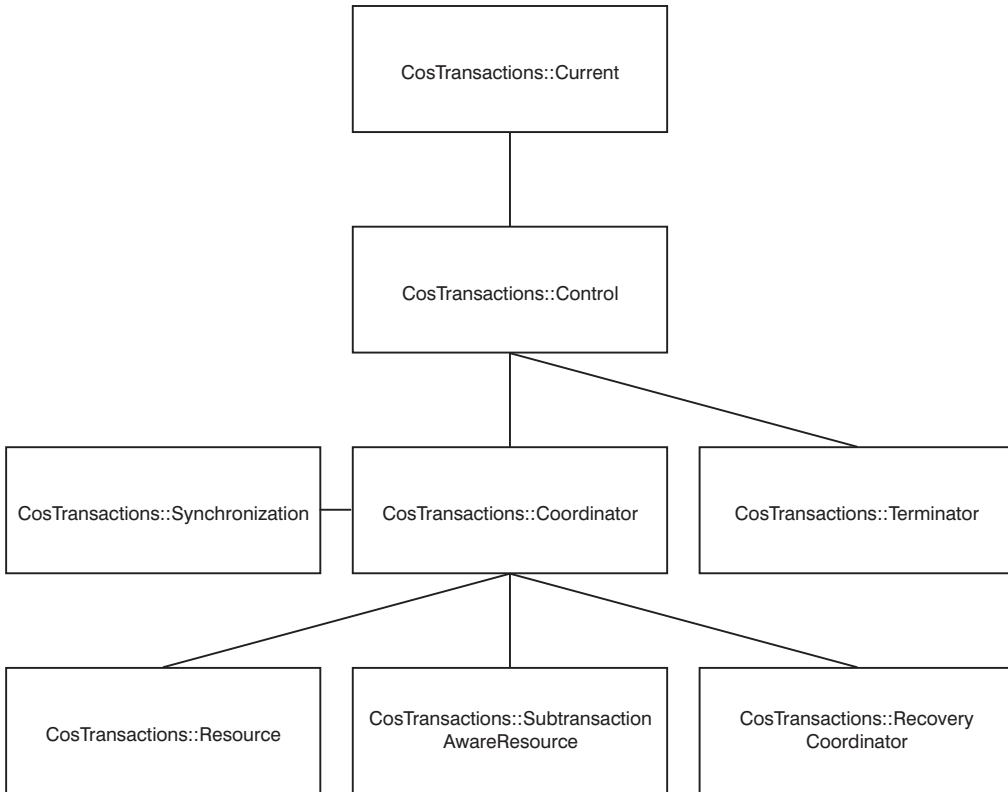 CosTransactions::Current
CosTransactions::Control
CosTransactions::Synchronization
CosTransactions::Coordinator
CosTransactions::Terminator
CosTransactions::Resource
CosTransactions::Subtransaction
AwareResource
CosTransactions::Recovery
Coordinator